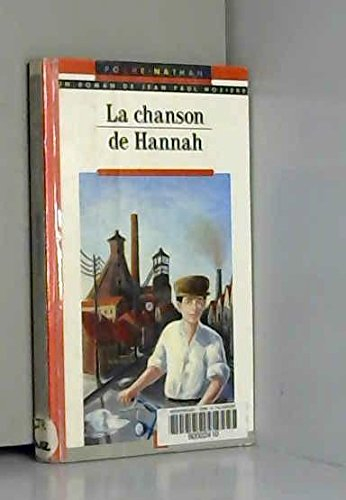 POCHE NATHAN
UN ROMAN DE JEAN PAUL NOZIÈRE
La chanson
de Hannah